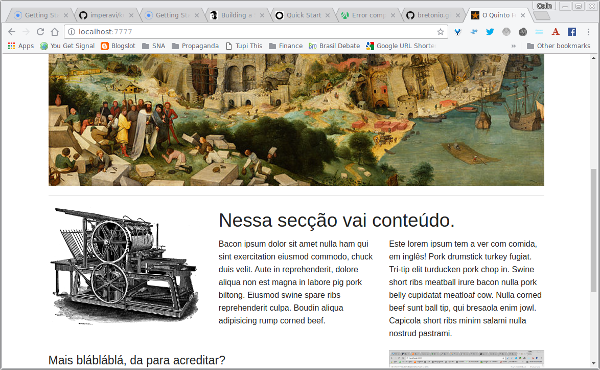 Cain
Getting St
imperavi/
Getting St
Building a
Quick Start
Error comp
bretonio.g
O Quinto
localhost:7777
Apps
You Get Signal
Blogslot
SNA
Propaganda
Tupi This
Finance
Brasil Debate
Google URL Shorte
»
Other bookmarks
Nessa secção vai conteúdo.
Bacon ipsum dolor sit amet nulla ham qui
sint exercitation eiusmod commodo, chuck
duis velit. Aute in reprehenderit, dolore
aliqua non est magna in labore pig pork
biltong. Eiusmod swine spare ribs
reprehenderit culpa. Boudin aliqua
adipisicing rump corned beef.
Este lorem ipsum tem a ver com comida,
em inglês! Pork drumstick turkey fugiat.
Tri-tip elit turducken pork chop in. Swine
short ribs meatball irure bacon nulla pork
belly cupidatat meatloaf cow. Nulla corned
beef sunt ball tip, qui bresaola enim jowl.
Capicola short ribs minim salami nulla
nostrud pastrami.
Mais blábláblá, da para acreditar?